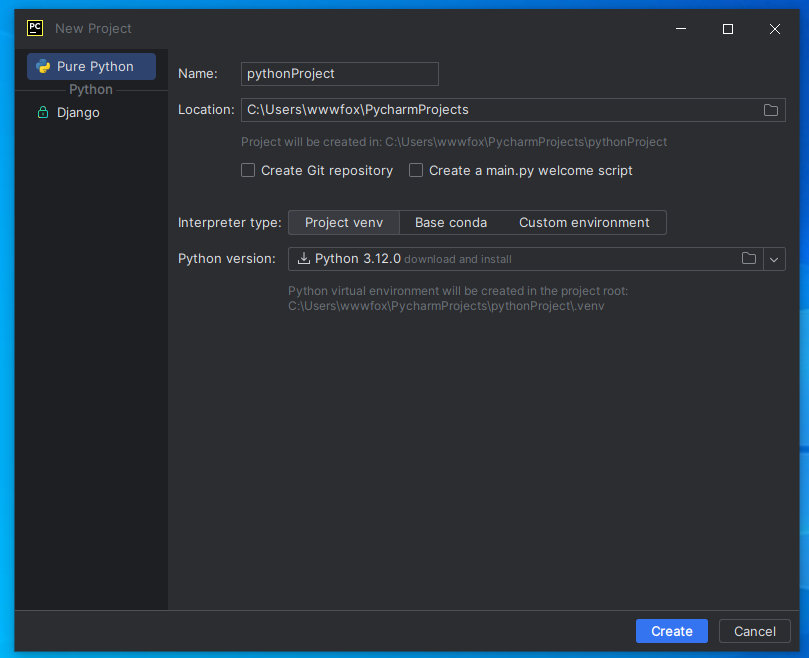 PC
New Project
Pure Python
Python
Django
Name: pythonProject
Location: C:\Users\wwwfox\PycharmProjects
Project will be created in: C:\Users\wwwfox\PycharmProjects\pythonProject
Create Git repository Create a main.py welcome script
Interpreter type: Project venv Base conda Custom environment
Python version: Python 3.12.0 download and install
Python virtual environment will be created in the project root:
C:\Users\wwwfox\PycharmProjects\pythonProject\.venv
Create Cancel